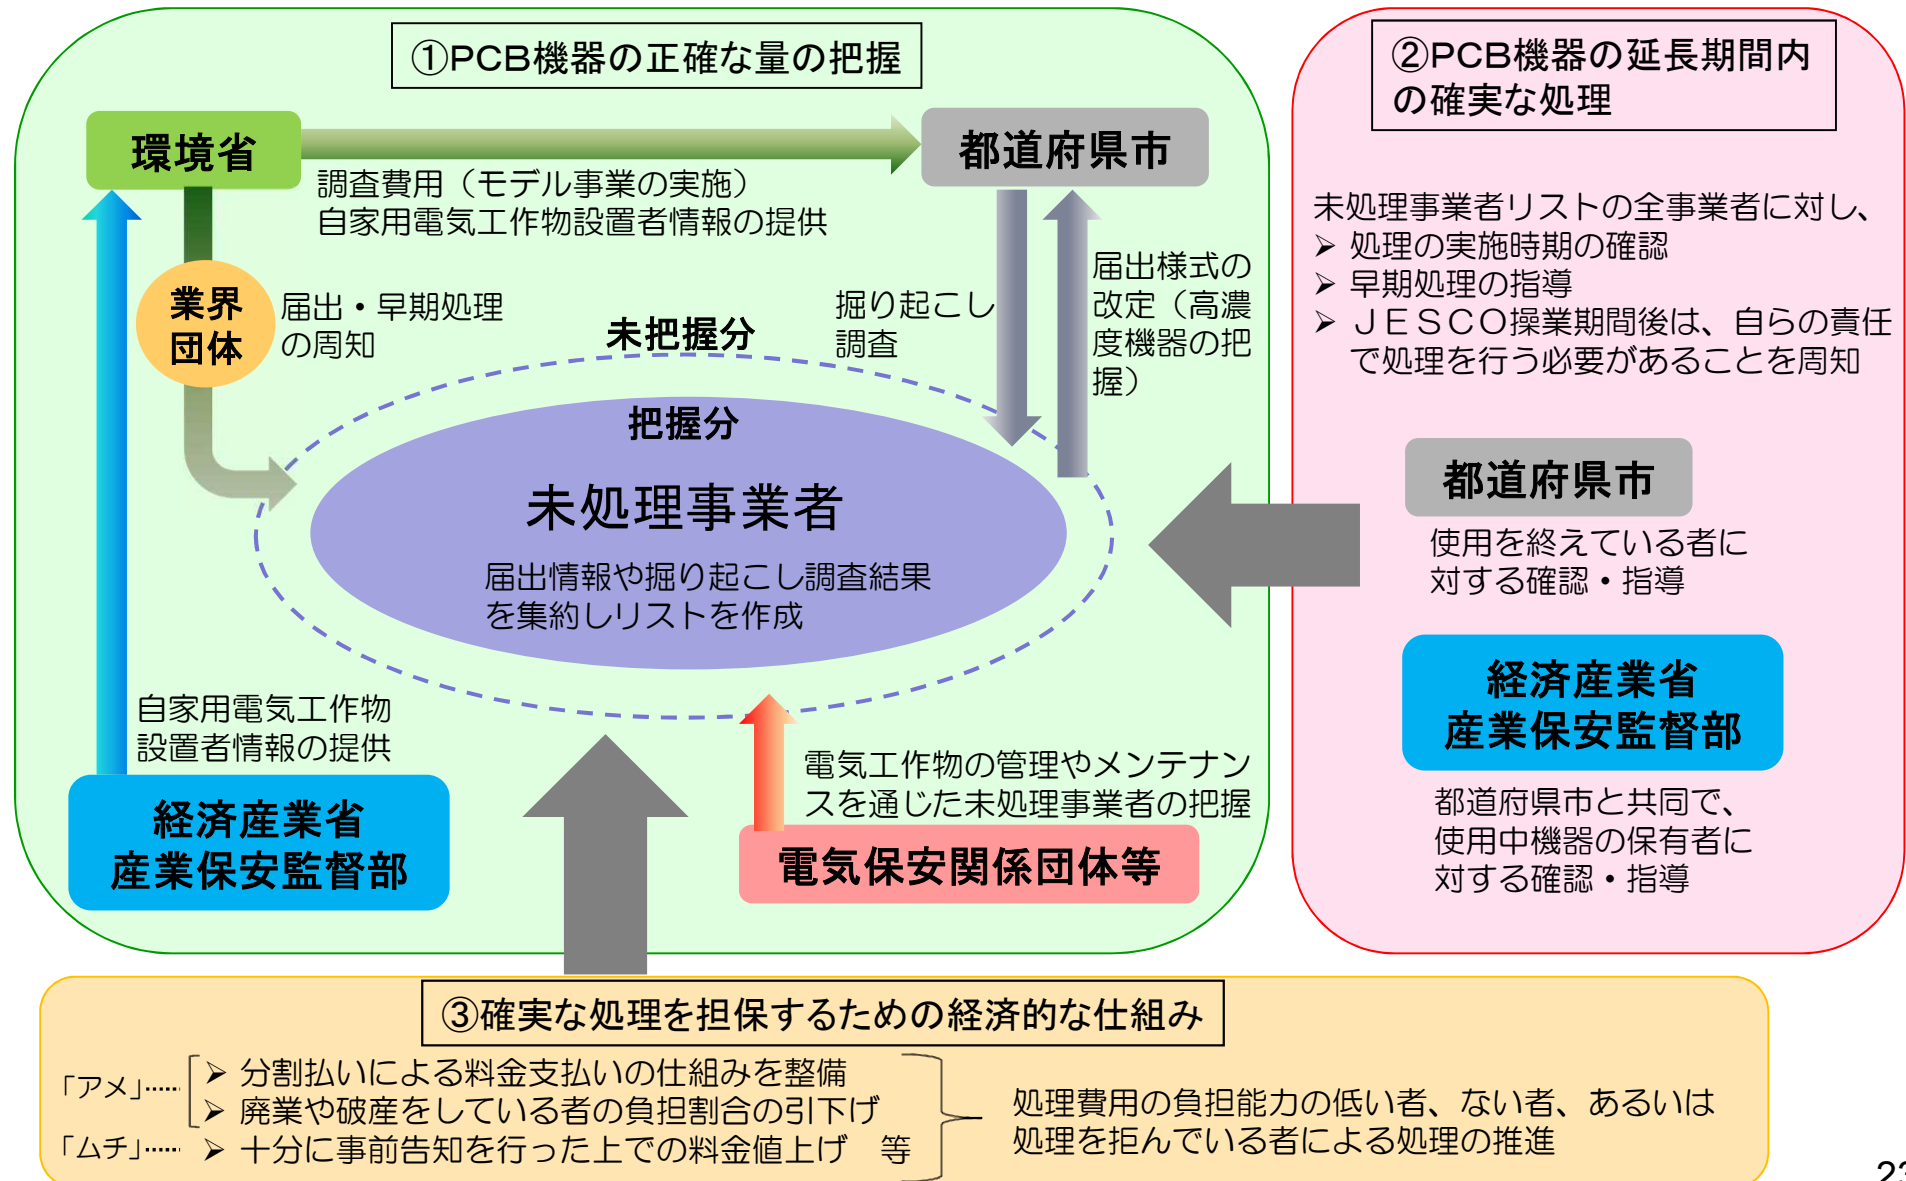 ①PCB機器の正確な量の把握
環境省
都道府県市
調査費用（モデル事業の実施）
自家用電気工作物設置者情報の提供
業界
団体
届出・早期処理
の周知
掘り起こし
調査
届出様式の
改定（高濃
度機器の把
握）
未把握分
把握分
未処理事業者
届出情報や掘り起こし調査結果
を集約しリストを作成
自家用電気工作物
設置者情報の提供
経済産業省
産業保安監督部
電気工作物の管理やメンテナン
スを通じた未処理事業者の把握
電気保安関係団体等
②PCB機器の延長期間内
の確実な処理
未処理事業者リストの全事業者に対し、
➢ 処理の実施時期の確認
➢ 早期処理の指導
➢ ＪＥＳＣＯ操業期間後は、自らの責任
で処理を行う必要があることを周知
都道府県市
使用を終えている者に
対する確認・指導
経済産業省
産業保安監督部
都道府県市と共同で、
使用中機器の保有者に
対する確認・指導
③確実な処理を担保するための経済的な仕組み
「アメ」……
➢ 分割払いによる料金支払いの仕組みを整備
➢ 廃業や破産をしている者の負担割合の引下げ
「ムチ」…… ➢ 十分に事前告知を行った上での料金値上げ　等
処理費用の負担能力の低い者、ない者、あるいは
処理を拒んでいる者による処理の推進
23